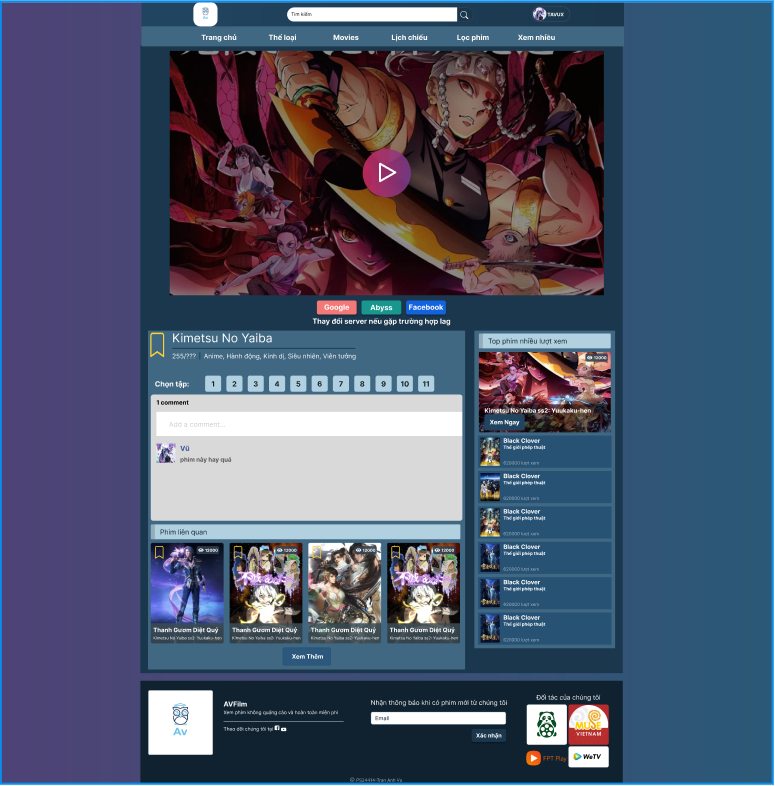 Av
Tìm kiếm
TAVUX
Trang chủ
Thể loại
Movies
Lịch chiếu
Lọc phim
Xem nhiều
Google
Abyss
Facebook
Thay đổi server nếu gặp trường hợp lag
Kimetsu No Yaiba
255/??? | Anime, Hành động, Kinh dị, Siêu nhiên, Viễn tưởng
Chọn tập:
1 2 3 4 5 6 7 8 9 10 11
1 comment
Add a comment...
Vũ
phim này hay quá
Phim liên quan
12000
Thanh Gươm Diệt Quỷ
Kimetsu No Yaiba ss2: Yuukaku-hen
Thanh Gươm Diệt Quỷ
Kimetsu No Yaiba ss2: Yuukaku-hen
12000
Thanh Gươm Diệt Quỷ
Kimetsu No Yaiba ss2: Yuukaku-hen
12000
Thanh Gươm Diệt Quỷ
Kimetsu No Yaiba ss2: Yuukaku-hen
12000
Xem Thêm
Top phim nhiều lượt xem
12000
Kimetsu No Yaiba ss2: Yuukaku-hen
Xem Ngay
Black Clover
Thế giới phép thuật
620000 lượt xem
Black Clover
Thế giới phép thuật
620000 lượt xem
Black Clover
Thế giới phép thuật
620000 lượt xem
Black Clover
Thế giới phép thuật
620000 lượt xem
Black Clover
Thế giới phép thuật
620000 lượt xem
Black Clover
Thế giới phép thuật
620000 lượt xem
Av
AVFilm
Xem phim không quảng cáo và hoàn toàn miễn phí
Theo dõi chúng tôi tại
Nhận thông báo khi có phim mới từ chúng tôi
Email
Xác nhận
Đối tác của chúng tôi
MUSE
VIETNAM
FPT Play
WeTV
© PS24414-Tran Anh Vu